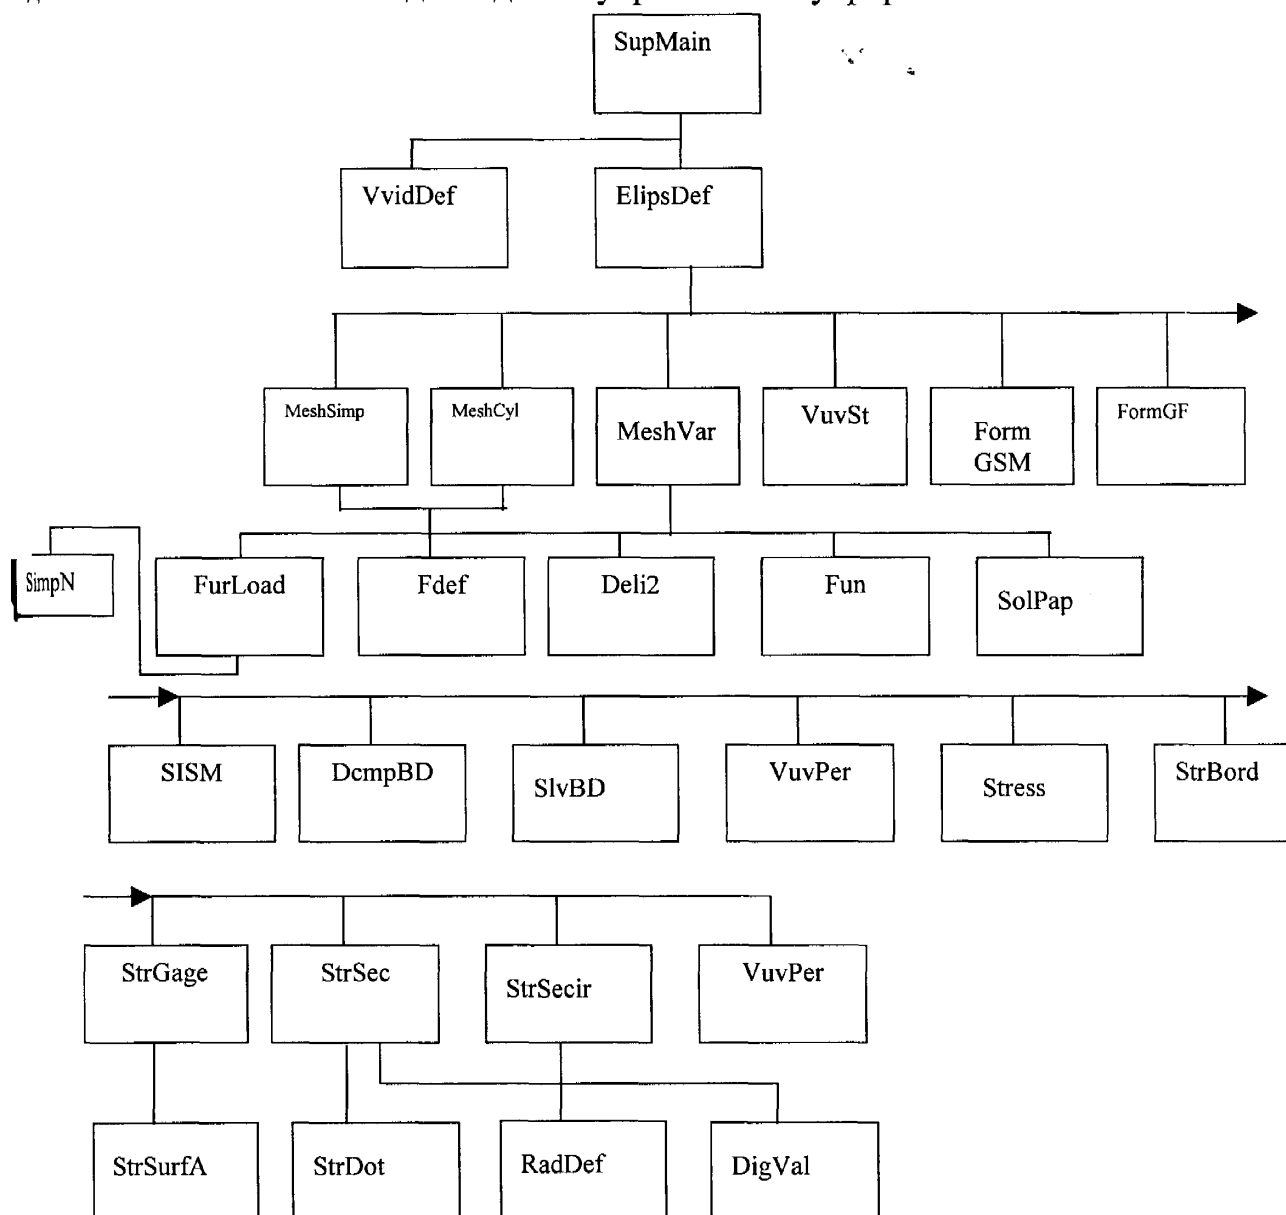 SupMain
VvidDef
ElipsDef
MeshSimp
MeshCyl
MeshVar
VuvSt
Form
GSM
FormGF
SimpN
FurLoad
Fdef
Deli2
Fun
SolPap
SISM
DcmpBD
SlvBD
VuvPer
Stress
StrBord
StrGage
StrSec
StrSecir
VuvPer
StrSurfA
StrDot
RadDef
DigVal